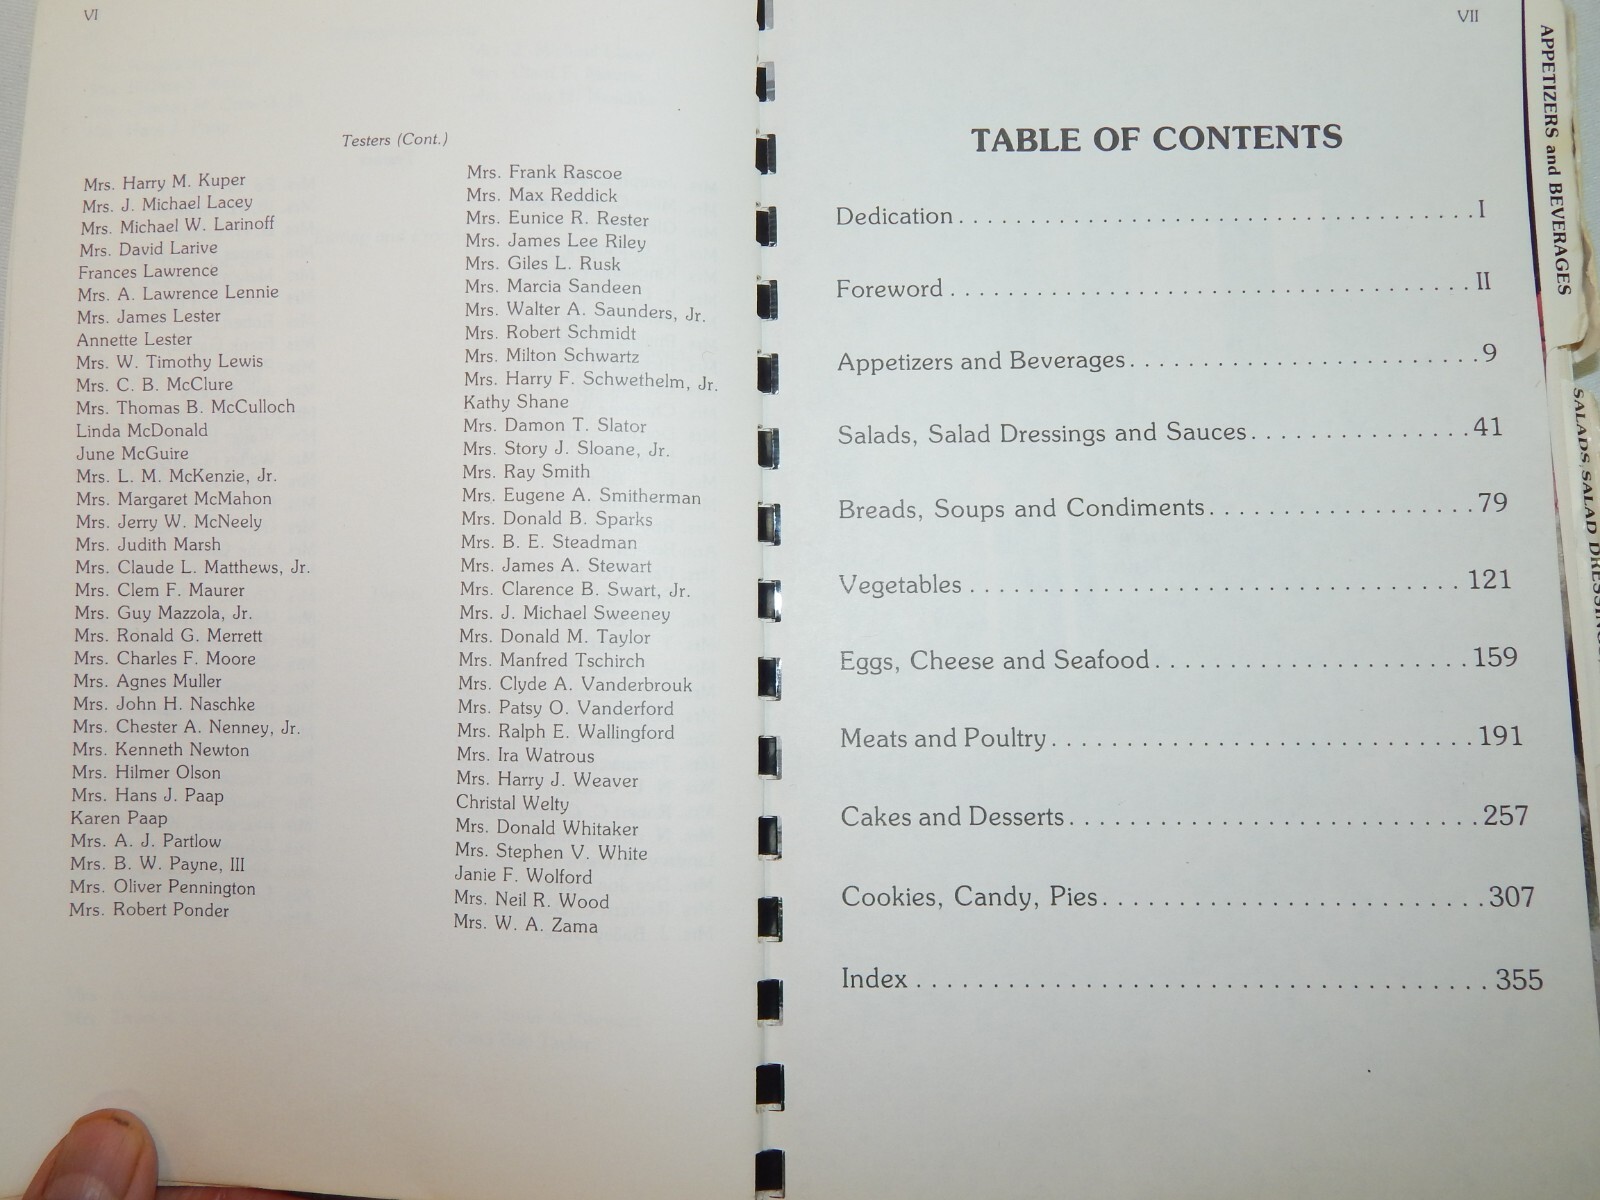 VI
Testers (Cont.)
Mrs. Harry M. Kuper
Mrs. J. Michael Lacey
Mrs. Michael W. Larinoff
Mrs. David Larive
Frances Lawrence
Mrs. A. Lawrence Lennie
Mrs. James Lester
Annette Lester
Mrs. W. Timothy Lewis
Mrs. C. B. McClure
Mrs. Thomas B. McCulloch
Linda McDonald
June McGuire
Mrs. L. M. McKenzie, Jr.
Mrs. Margaret McMahon
Mrs. Jerry W. McNeely
Mrs. Judith Marsh
Mrs. Claude L. Matthews, Jr.
Mrs. Clem F. Maurer
Mrs. Guy Mazzola, Jr.
Mrs. Ronald G. Merrett
Mrs. Charles F. Moore
Mrs. Agnes Muller
Mrs. John H. Naschke
Mrs. Chester A. Nenney, Jr.
Mrs. Kenneth Newton
Mrs. Hilmer Olson
Mrs. Hans J. Paap
Karen Paap
Mrs. A. J. Partlow
Mrs. B. W. Payne, III
Mrs. Oliver Pennington
Mrs. Robert Ponder
Mrs. Frank Rascoe
Mrs. Max Reddick
Mrs. Eunice R. Rester
Mrs. James Lee Riley
Mrs. Giles L. Rusk
Mrs. Marcia Sandeen
Mrs. Walter A. Saunders, Jr.
Mrs. Robert Schmidt
Mrs. Milton Schwartz
Mrs. Harry F. Schwethelm, Jr.
Kathy Shane
Mrs. Damon T. Slator
Mrs. Story J. Sloane, Jr.
Mrs. Ray Smith
Mrs. Eugene A. Smitherman
Mrs. Donald B. Sparks
Mrs. B. E. Steadman
Mrs. James A. Stewart
Mrs. Clarence B. Swart, Jr.
Mrs. J. Michael Sweeney
Mrs. Donald M. Taylor
Mrs. Manfred Tschirch
Mrs. Clyde A. Vanderbrouk
Mrs. Patsy O. Vanderford
Mrs. Ralph E. Wallingford
Mrs. Ira Watrous
Mrs. Harry J. Weaver
Christal Welty
Mrs. Donald Whitaker
Mrs. Stephen V. White
Janie F. Wolford
Mrs. Neil R. Wood
Mrs. W. A. Zama
VII
TABLE OF CONTENTS
Dedication . . . . . . . . . . . . . . . . . . . . I
Foreword . . . . . . . . . . . . . . . . . . . . II
Appetizers and Beverages . . . . . . . . . . . . . . . . . . . . 9
Salads, Salad Dressings and Sauces . . . . . . . . . . . . . . . 41
Breads, Soups and Condiments . . . . . . . . . . . . . . . . . . 79
Vegetables . . . . . . . . . . . . . . . . . . . . 121
Eggs, Cheese and Seafood . . . . . . . . . . . . . . . . . . . . 159
Meats and Poultry . . . . . . . . . . . . . . . . . . . . 191
Cakes and Desserts . . . . . . . . . . . . . . . . . . . . 257
Cookies, Candy, Pies . . . . . . . . . . . . . . . . . . . . 307
Index . . . . . . . . . . . . . . . . . . . . 355
APPETIZERS and BEVERAGES
SALADS, SALAD